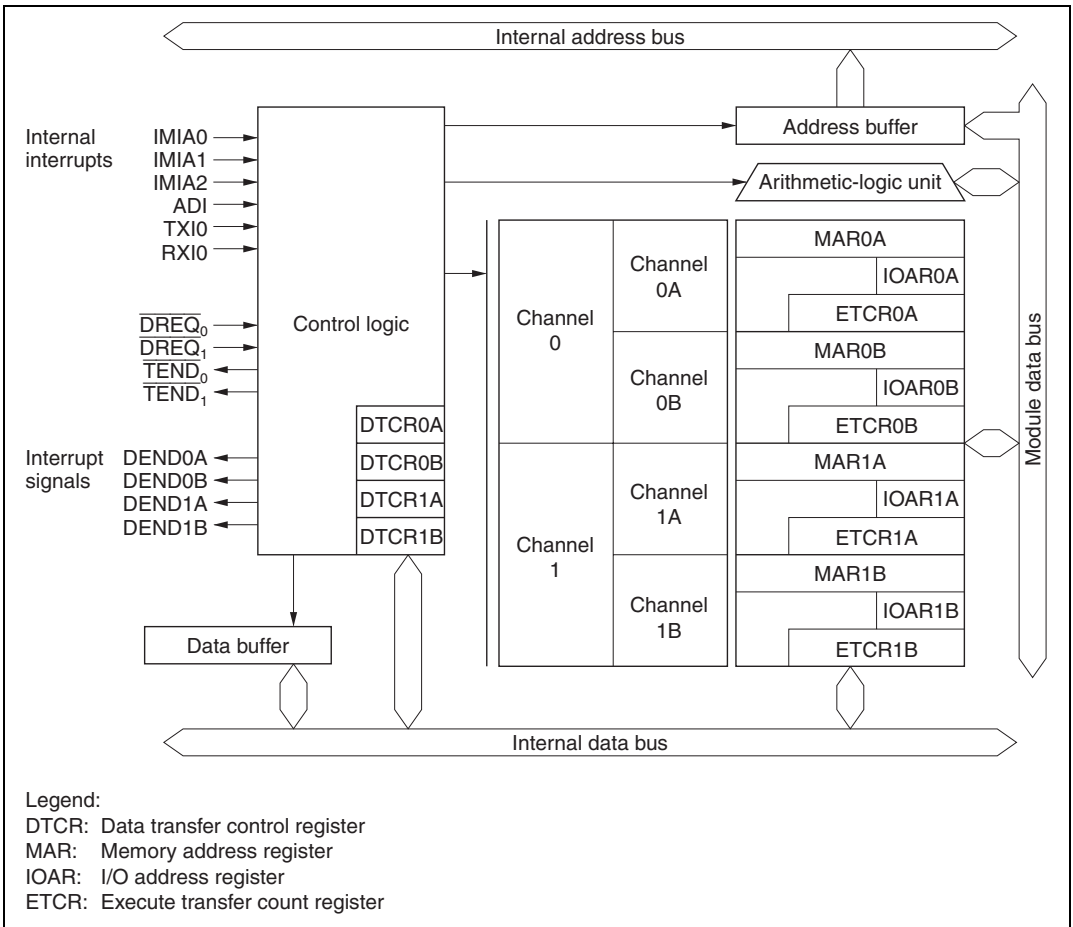 Internal address bus
Internal interrupts
IMIA0
IMIA1
IMIA2
ADI
TXI0
RXI0
DREQ0
DREQ1
TEND0
TEND1
Interrupt signals
DEND0A
DEND0B
DEND1A
DEND1B
Control logic
DTCR0A
DTCR0B
DTCR1A
DTCR1B
Data buffer
Address buffer
Arithmetic-logic unit
Channel 0
Channel 0A
Channel 0B
Channel 1
Channel 1A
Channel 1B
MAR0A
IOAR0A
ETCR0A
MAR0B
IOAR0B
ETCR0B
MAR1A
IOAR1A
ETCR1A
MAR1B
IOAR1B
ETCR1B
Module data bus
Internal data bus
Legend:
DTCR: Data transfer control register
MAR: Memory address register
IOAR: I/O address register
ETCR: Execute transfer count register